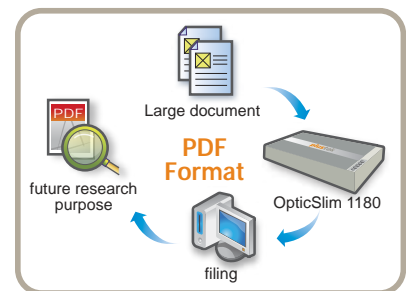 Large document
PDF
PDF
Format
OpticSlim 1180
future research
purpose
filing